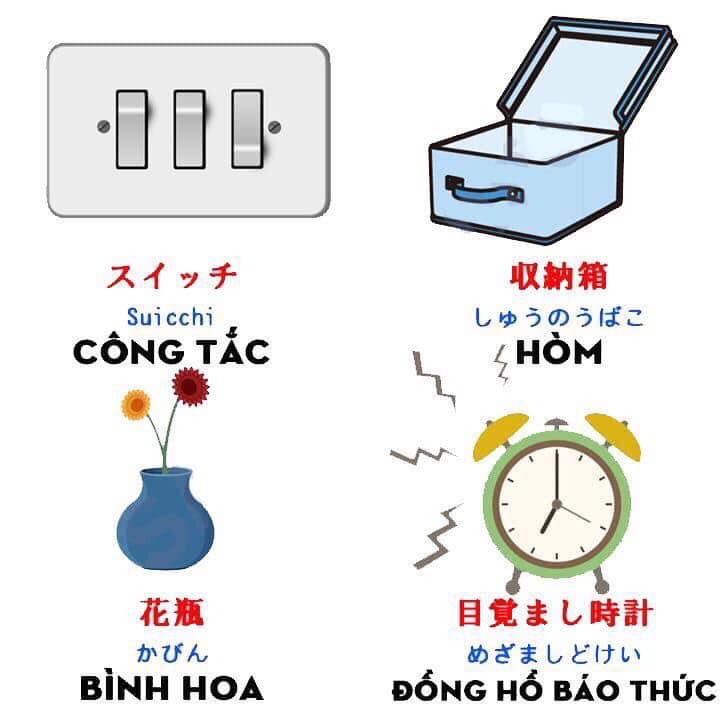 スイッチ
Suicchi
CÔNG TẮC
収納箱
しゅうのうばこ
HÒM
花瓶
かびん
BÌNH HOA
目覚まし時計
めざましどけい
ĐỒNG HỒ BÁO THỨC